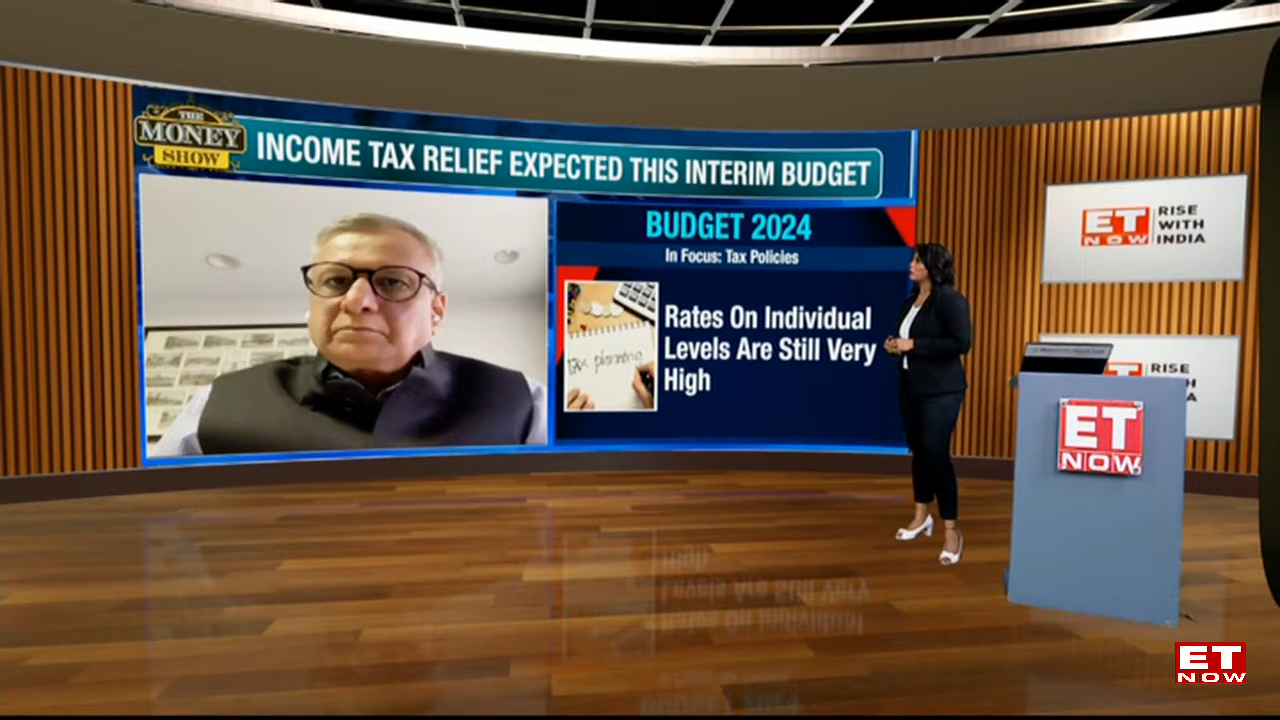 THE
MONEY
SHOW
INCOME TAX RELIEF EXPECTED THIS INTERIM BUDGET
BUDGET 2024
In Focus: Tax Policies
tax planning
Rates On Individual
Levels Are Still Very
High
ET
NOW
RISE
WITH
INDIA
RISE
ET
NOW
ET
NOW